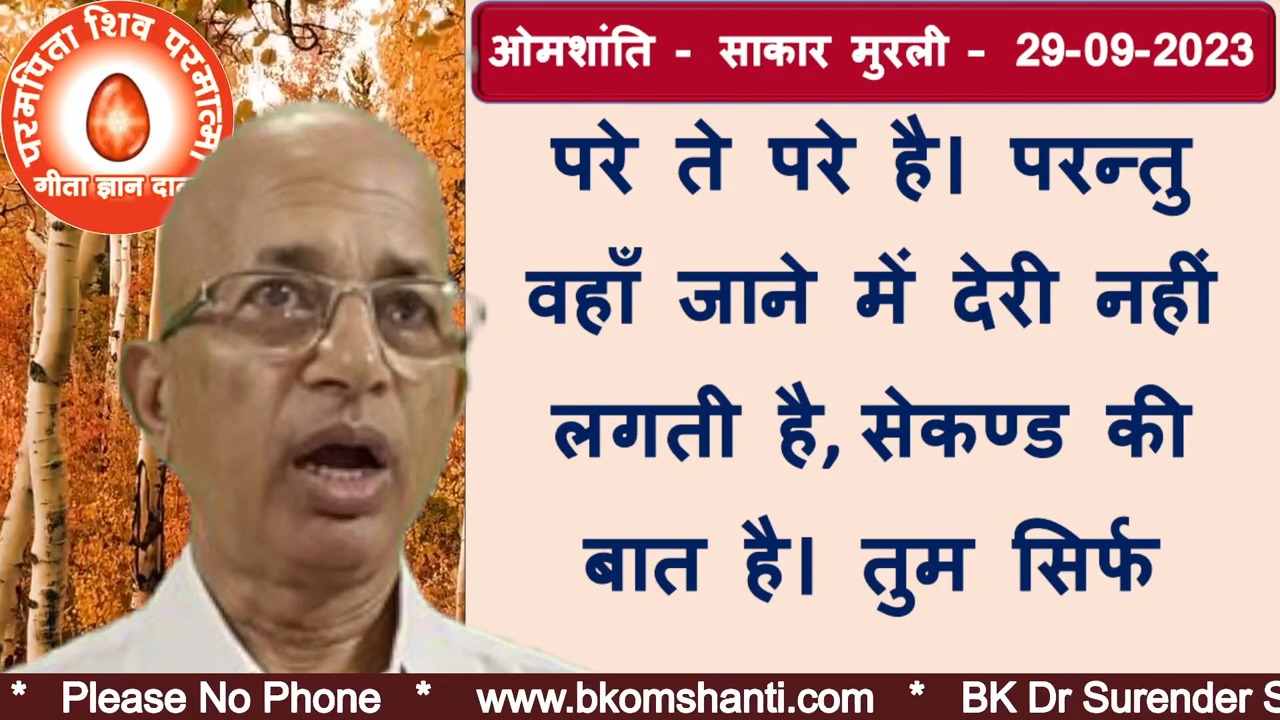 परमपिता शिव परमात्मा
गीता ज्ञान
ओमशांति - साकार मुरली - 29-09-2023
परे ते परे है। परन्तु
वहाँ जाने में देरी नहीं
लगती है, सेकण्ड की
बात है। तुम सिर्फ
* Please No Phone * www.bkomshanti.com * BK Dr Surender S